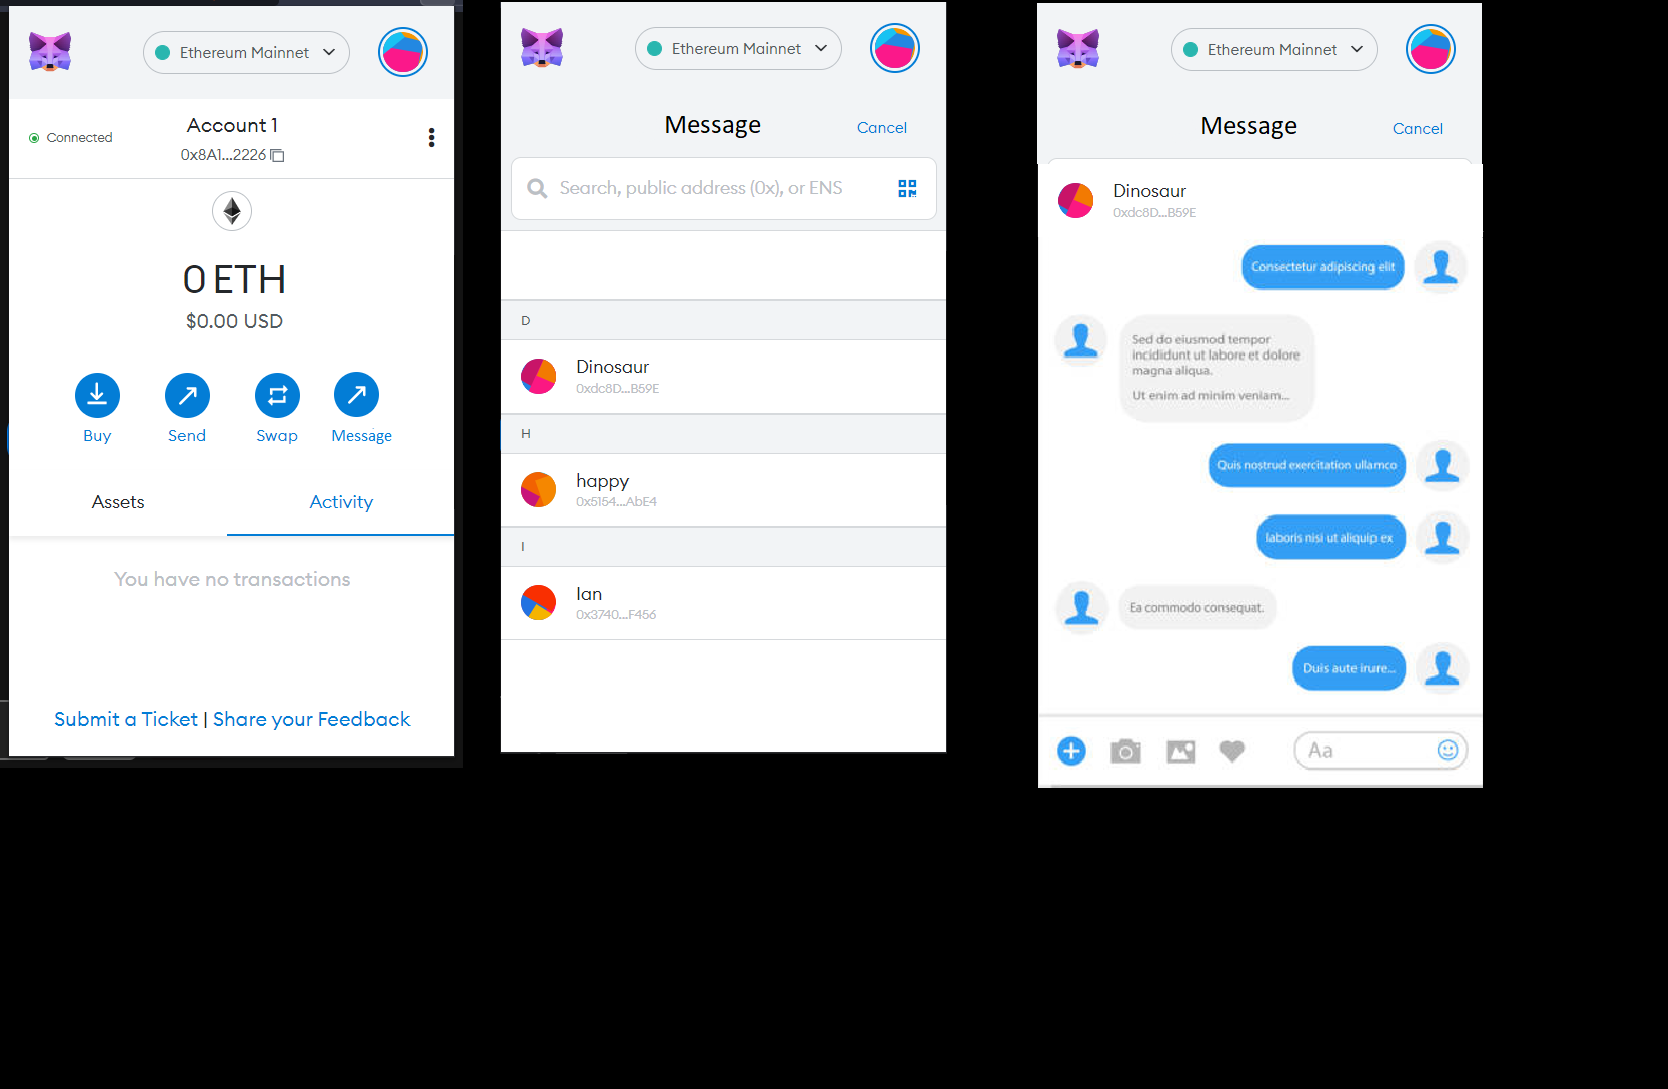 Ethereum Mainnet
Connected
Account 1
0x8A1...2226
0 ETH
$0.00 USD
Buy
Send
Swap
Message
Assets
Activity
You have no transactions
Submit a Ticket | Share your Feedback
Ethereum Mainnet
Message
Cancel
Search, public address (0x), or ENS
D
Dinosaur
0xdc8D...B59E
H
happy
0x5154...AbE4
I
Ian
0x3740...F456
Ethereum Mainnet
Message
Cancel
Dinosaur
0xdc8D...B59E
Consectetur adipiscing elit
Sed do eiusmod tempor
incididunt ut labore et dolore
magna aliqua.
Ut enim ad minim veniam...
Quis nostrud exercitation ullamco
laboris nisi ut aliquip ex
Ea commodo consequat.
Duis aute irure...
Aa